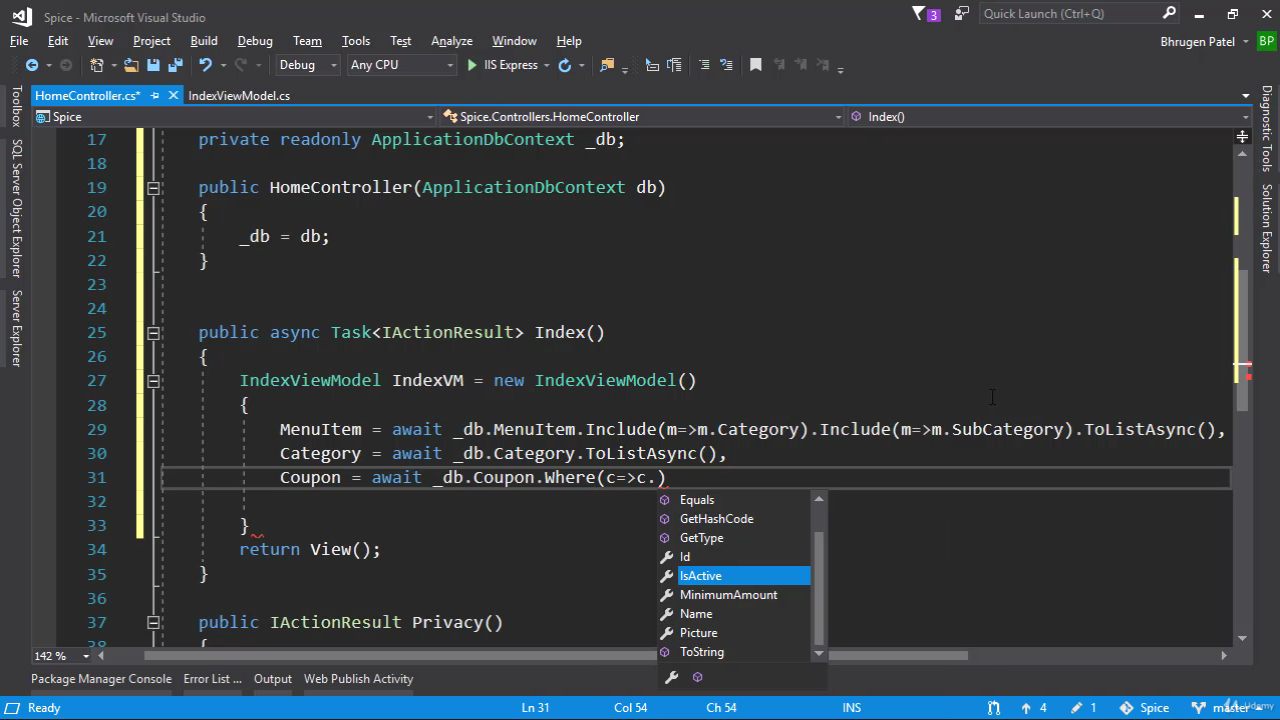 Spice - Microsoft Visual Studio
3
Quick Launch (Ctrl+Q)
File Edit View Project Build Debug Team Tools Test Analyze Window Help
Bhrugen Patel BP
Debug Any CPU IIS Express
HomeController.cs* IndexViewModel.cs
Spice Spice.Controllers.HomeController Index()
Toolbox
SQL Server Object Explorer
Server Explorer
Diagnostic Tools
Solution Explorer
17 private readonly ApplicationDbContext _db;
18
19 public HomeController(ApplicationDbContext db)
20 {
21 _db = db;
22 }
23
24
25 public async Task<IActionResult> Index()
26 {
27 IndexViewModel IndexVM = new IndexViewModel()
28 {
29 MenuItem = await _db.MenuItem.Include(m=>m.Category).Include(m=>m.SubCategory).ToListAsync(),
30 Category = await _db.Category.ToListAsync(),
31 Coupon = await _db.Coupon.Where(c=>c.)
32
33 }
34 return View();
35 }
36
37 public IActionResult Privacy()
38 {
Equals
GetHashCode
GetType
Id
IsActive
MinimumAmount
Name
Picture
ToString
142 %
Package Manager Console Error List ... Output Web Publish Activity
Ready Ln 31 Col 54 Ch 54 INS 4 1 Spice master
Udemy